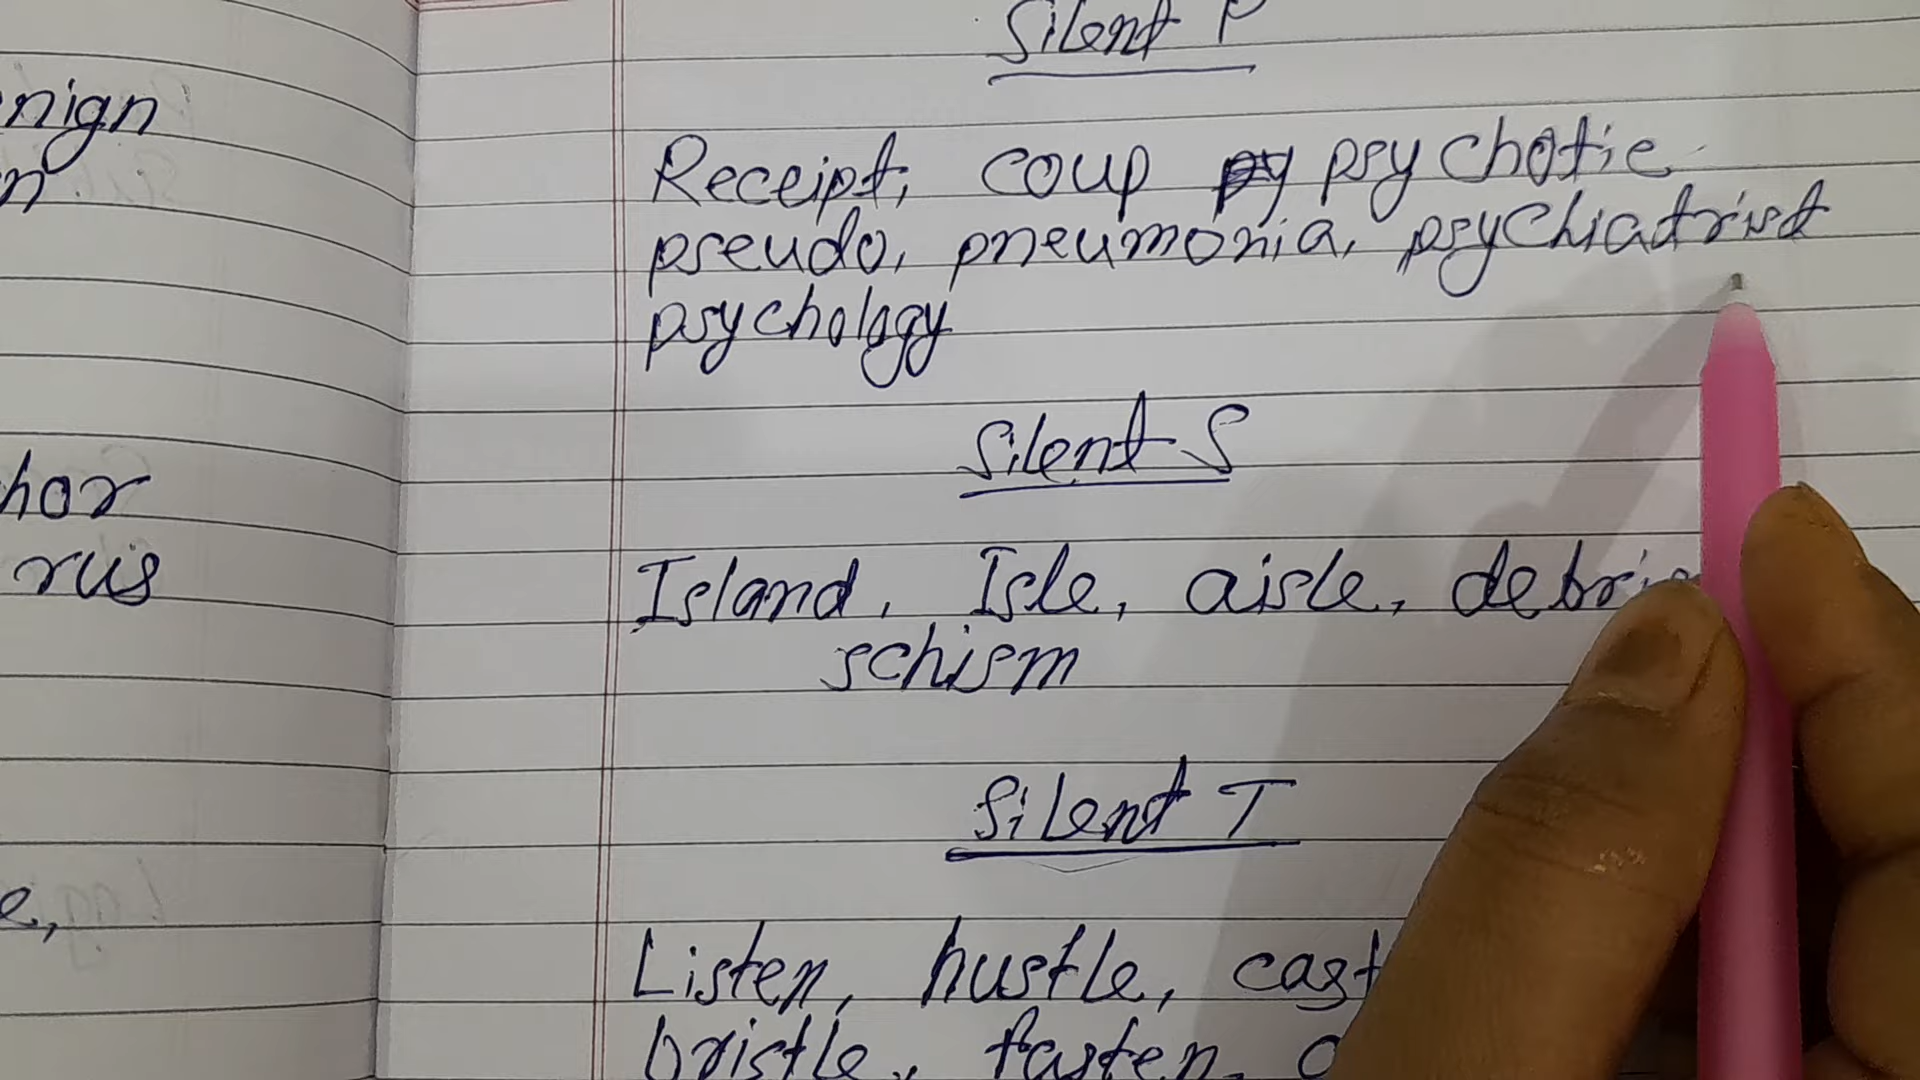 nign
n
hor
rus
e,
Silent P
Receipt, coup psychotic
pseudo, pneumonia, psychiatrist
psychology
Silent S
Island, Isle, aisle, debris
schism
Silent T
Listen, hustle, cast
bristle, fasten,